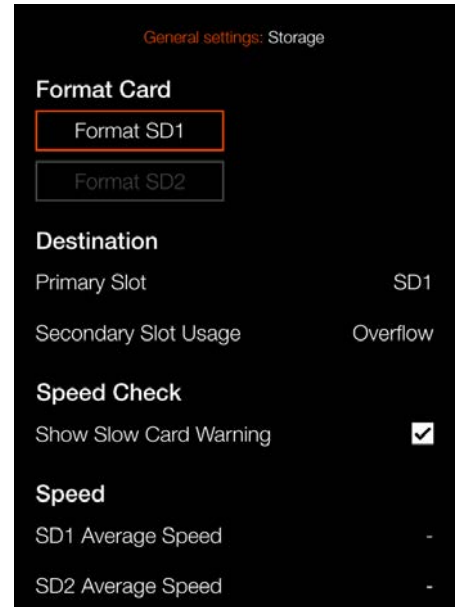 General settings: Storage
Format Card
Format SD1
Format SD2
Destination
Primary Slot SD1
Secondary Slot Usage Overflow
Speed Check
Show Slow Card Warning
Speed
SD1 Average Speed -
SD2 Average Speed -